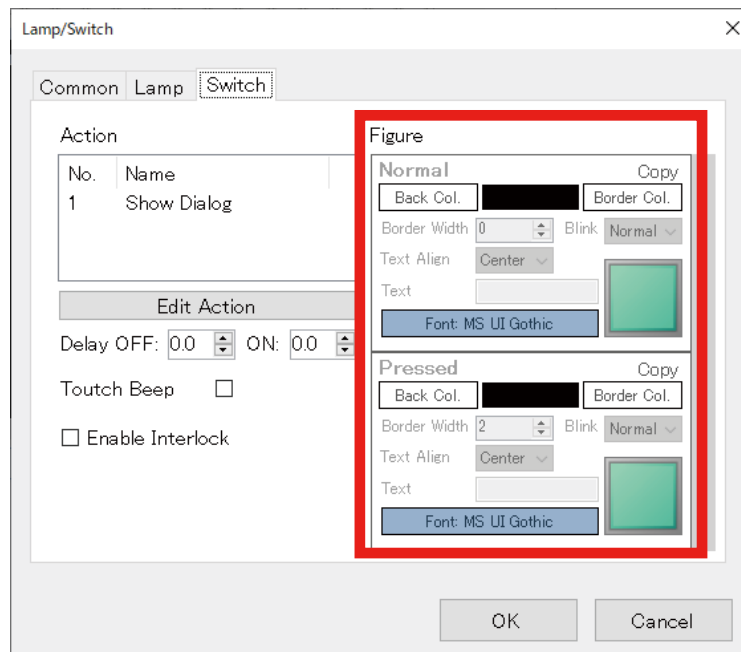 Lamp/Switch
Common Lamp Switch
Action
No. Name
1 Show Dialog
Edit Action
Delay OFF: 0.0 ON: 0.0
Toutch Beep
Enable Interlock
Figure
Normal Copy
Back Col. Border Col.
Border Width 0 Blink Normal
Text Align Center
Text
Font: MS UI Gothic
Pressed Copy
Back Col. Border Col.
Border Width 2 Blink Normal
Text Align Center
Text
Font: MS UI Gothic
OK Cancel